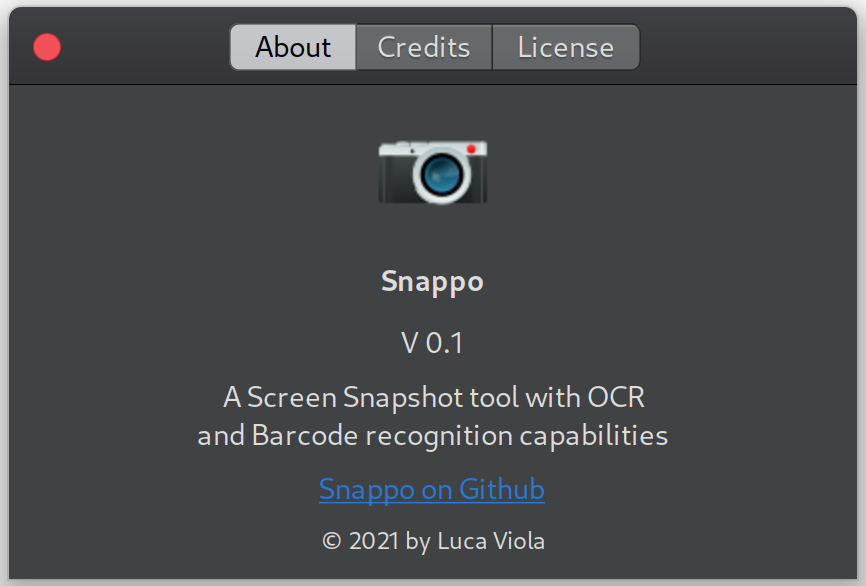 About Credits License
Snappo
V 0.1
A Screen Snapshot tool with OCR
and Barcode recognition capabilities
Snappo on Github
© 2021 by Luca Viola